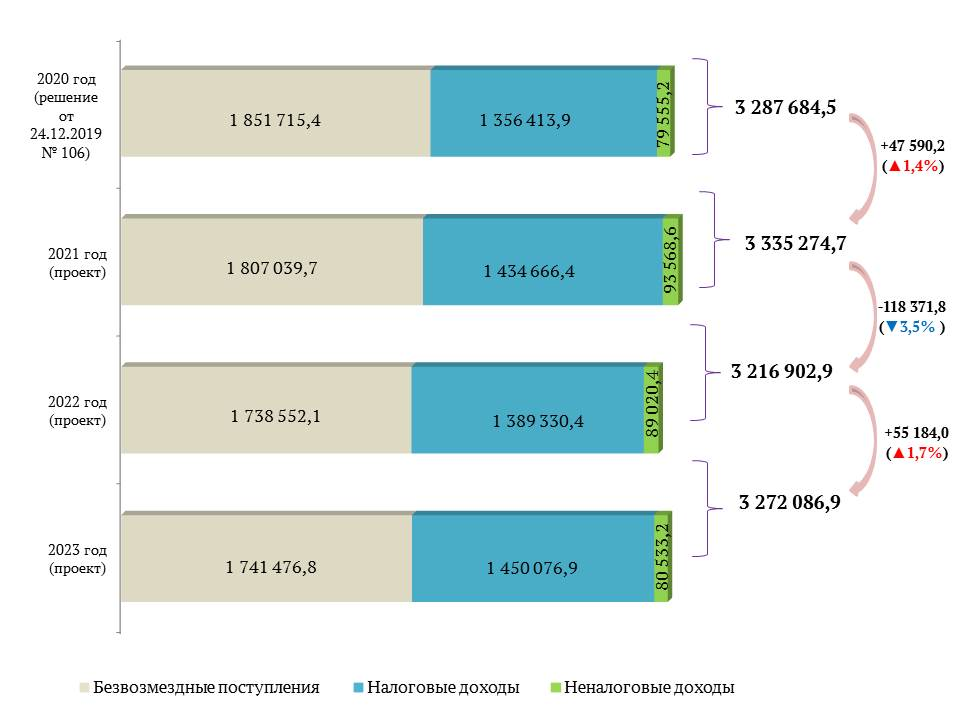 2020 год
(решение
от
24.12.2019
№ 106)
1 851 715,4
1 356 413,9
79 555,2
3 287 684,5
+47 590,2
(▲1,4%)
2021 год
(проект)
1 807 039,7
1 434 666,4
93 568,6
3 335 274,7
-118 371,8
(▼3,5% )
2022 год
(проект)
1 738 552,1
1 389 330,4
89 020,4
3 216 902,9
+55 184,0
(▲1,7%)
2023 год
(проект)
1 741 476,8
1 450 076,9
80 533,2
3 272 086,9
Безвозмездные поступления
Налоговые доходы
Неналоговые доходы